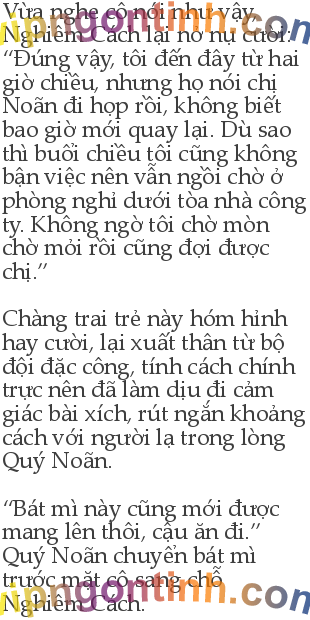 Vừa nghe cô nói như vậy,
Nghiêm Cách lại nở nụ cười:
“Đúng vậy, tôi đến đây từ hai
giờ chiều, nhưng họ nói chị
Noãn đi họp rồi, không biết
bao giờ mới quay lại. Dù sao
thì buổi chiều tôi cũng không
bận việc nên vẫn ngồi chờ ở
phòng nghỉ dưới tòa nhà công
ty. Không ngờ tôi chờ mòn
chờ mỏi rồi cũng đợi được
chị.”
Chàng trai trẻ này hóm hỉnh
hay cười, lại xuất thân từ bộ
đội đặc công, tính cách chính
trực nên đã làm dịu đi cảm
giác bài xích, rút ngắn khoảng
cách với người lạ trong lòng
Quý Noãn.
“Bát mì này cũng mới được
mang lên thôi, cậu ăn đi.”
Quý Noãn chuyển bát mì
trước mặt cô sang chỗ
Nghiêm Cách.
vipngontinh.com
vipngontinh.com